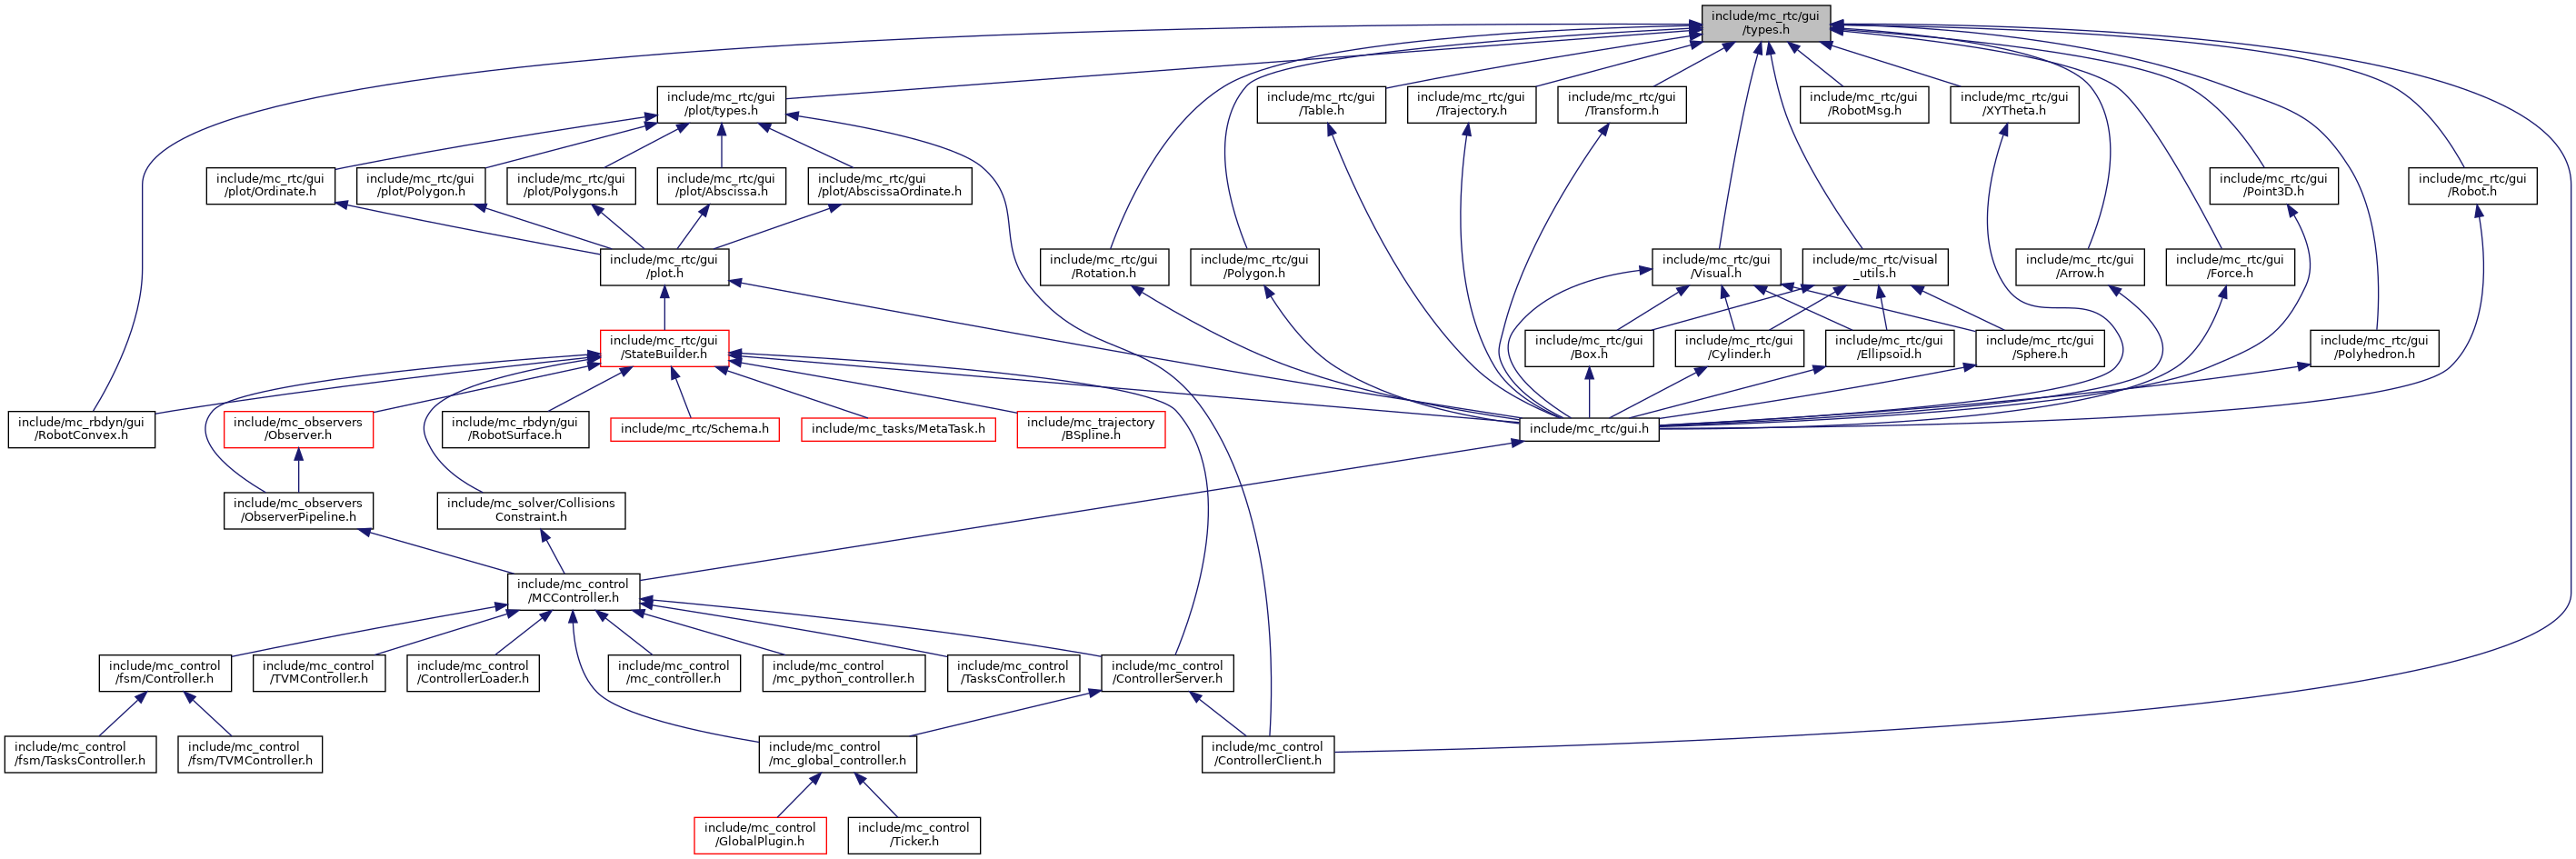 include/mc_rtc/gui
/types.h
include/mc_rtc/gui
/plot/types.h
include/mc_rtc/gui
/Table.h
include/mc_rtc/gui
/Trajectory.h
include/mc_rtc/gui
/Transform.h
include/mc_rtc/gui
/RobotMsg.h
include/mc_rtc/gui
/XYTheta.h
include/mc_rtc/gui
/plot/Ordinate.h
include/mc_rtc/gui
/plot/Polygon.h
include/mc_rtc/gui
/plot/Polygons.h
include/mc_rtc/gui
/plot/Abscissa.h
include/mc_rtc/gui
/plot/AbscissaOrdinate.h
include/mc_rtc/gui
/Point3D.h
include/mc_rtc/gui
/Robot.h
include/mc_rtc/gui
/plot.h
include/mc_rtc/gui
/Rotation.h
include/mc_rtc/gui
/Polygon.h
include/mc_rtc/gui
/Visual.h
include/mc_rtc/visual
_utils.h
include/mc_rtc/gui
/Arrow.h
include/mc_rtc/gui
/Force.h
include/mc_rtc/gui
/StateBuilder.h
include/mc_rtc/gui
/Box.h
include/mc_rtc/gui
/Cylinder.h
include/mc_rtc/gui
/Ellipsoid.h
include/mc_rtc/gui
/Sphere.h
include/mc_rtc/gui
/Polyhedron.h
include/mc_rbdyn/gui
/RobotConvex.h
include/mc_observers
/Observer.h
include/mc_rbdyn/gui
/RobotSurface.h
include/mc_rtc/Schema.h
include/mc_tasks/MetaTask.h
include/mc_trajectory
/BSpline.h
include/mc_rtc/gui.h
include/mc_observers
/ObserverPipeline.h
include/mc_solver/Collisions
Constraint.h
include/mc_control
/MCController.h
include/mc_control
/fsm/Controller.h
include/mc_control
/TVMController.h
include/mc_control
/ControllerLoader.h
include/mc_control
/mc_controller.h
include/mc_control
/mc_python_controller.h
include/mc_control
/TasksController.h
include/mc_control
/ControllerServer.h
include/mc_control
/fsm/TasksController.h
include/mc_control
/fsm/TVMController.h
include/mc_control
/mc_global_controller.h
include/mc_control
/ControllerClient.h
include/mc_control
/GlobalPlugin.h
include/mc_control
/Ticker.h